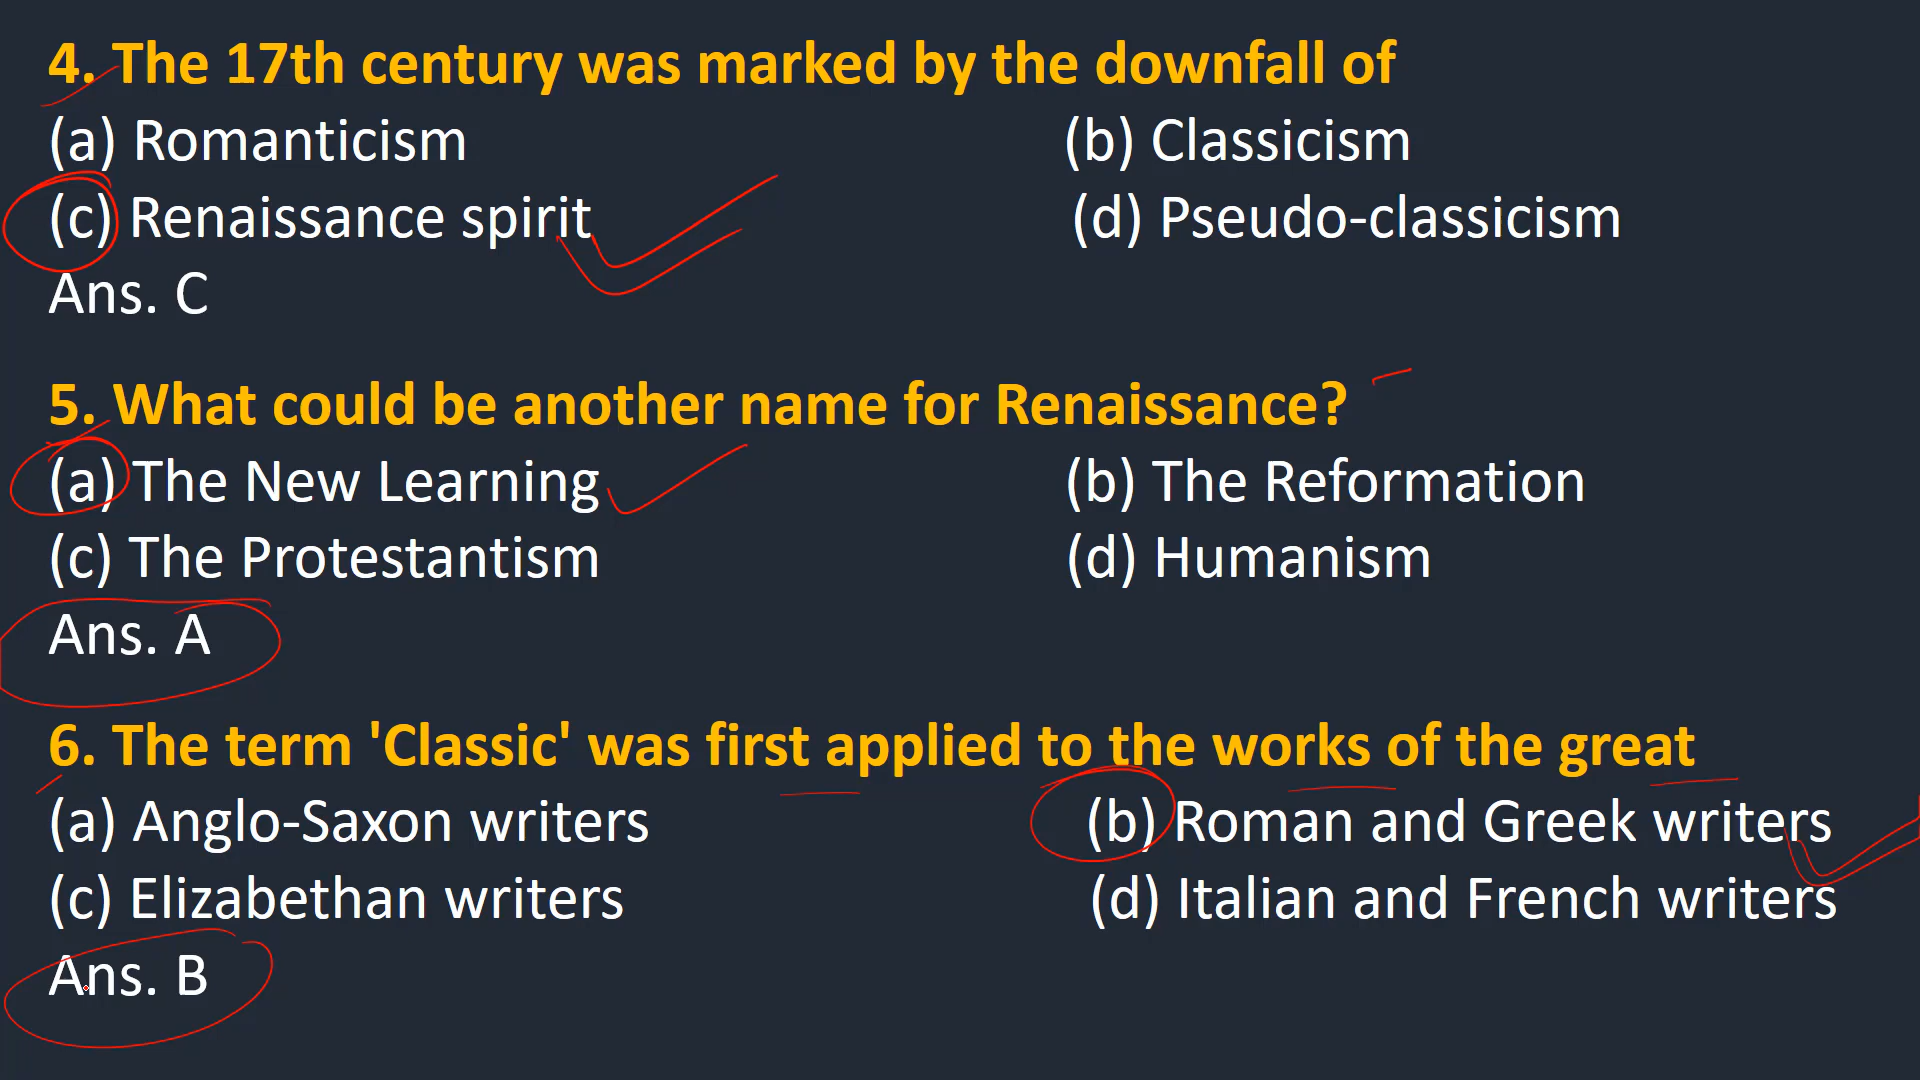 4. The 17th century was marked by the downfall of
(a) Romanticism (b) Classicism
(c) Renaissance spirit (d) Pseudo-classicism
Ans. C
5. What could be another name for Renaissance?
(a) The New Learning (b) The Reformation
(c) The Protestantism (d) Humanism
Ans. A
6. The term 'Classic' was first applied to the works of the great
(a) Anglo-Saxon writers (b) Roman and Greek writers
(c) Elizabethan writers (d) Italian and French writers
Ans. B